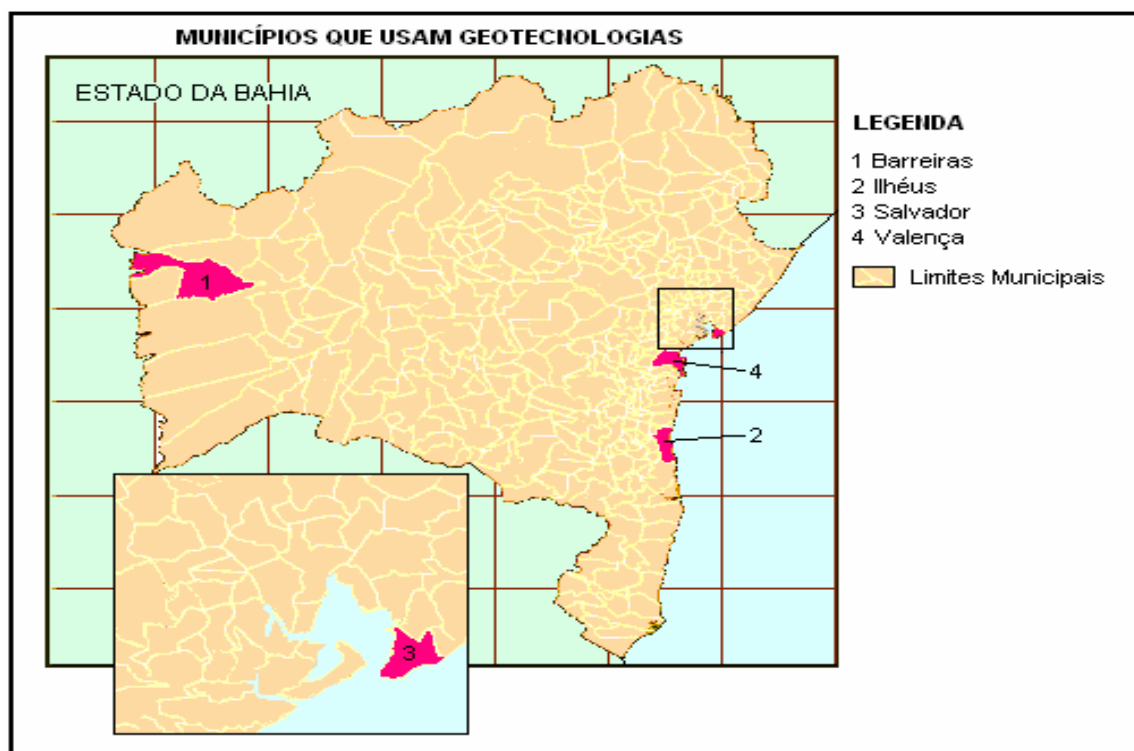 MUNICÍPIOS QUE USAM GEOTECNOLOGIAS
ESTADO DA BAHIA
LEGENDA
1 Barreiras
2 Ilhéus
3 Salvador
4 Valença
Limites Municipais
1
4
2
3